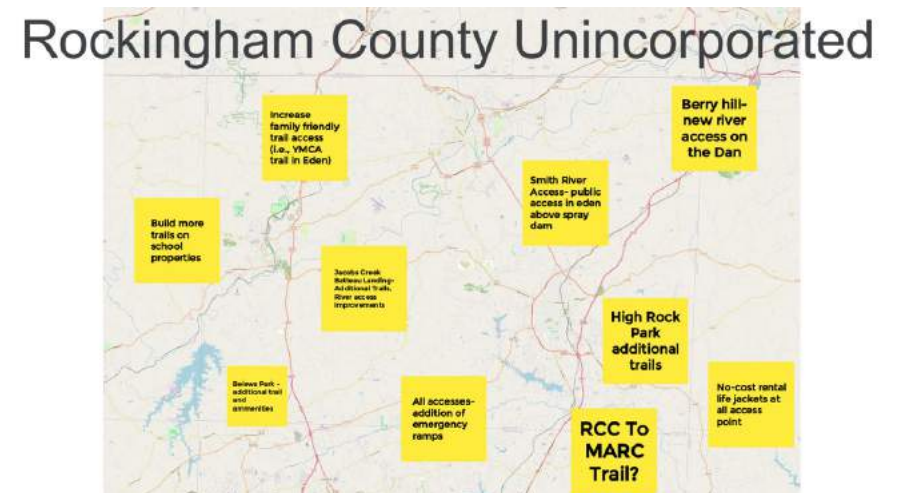 Rockingham County Unincorporated
Increase
family friendly
trail access
(i.e., YMCA
trail in Eden)
Berry hill-
new river
access on
the Dan
Smith River
Access- public
access in eden
above spray
dam
Build more
trails on
school
properties
Jacobs Creek
Batteau Landing-
Additional Trails,
River access
improvements
High Rock
Park
additional
trails
Belews Park -
additional trail
and
ammenities
All accesses-
addition of
emergency
ramps
No-cost rental
life jackets at
all access
point
RCC To
MARC
Trail?